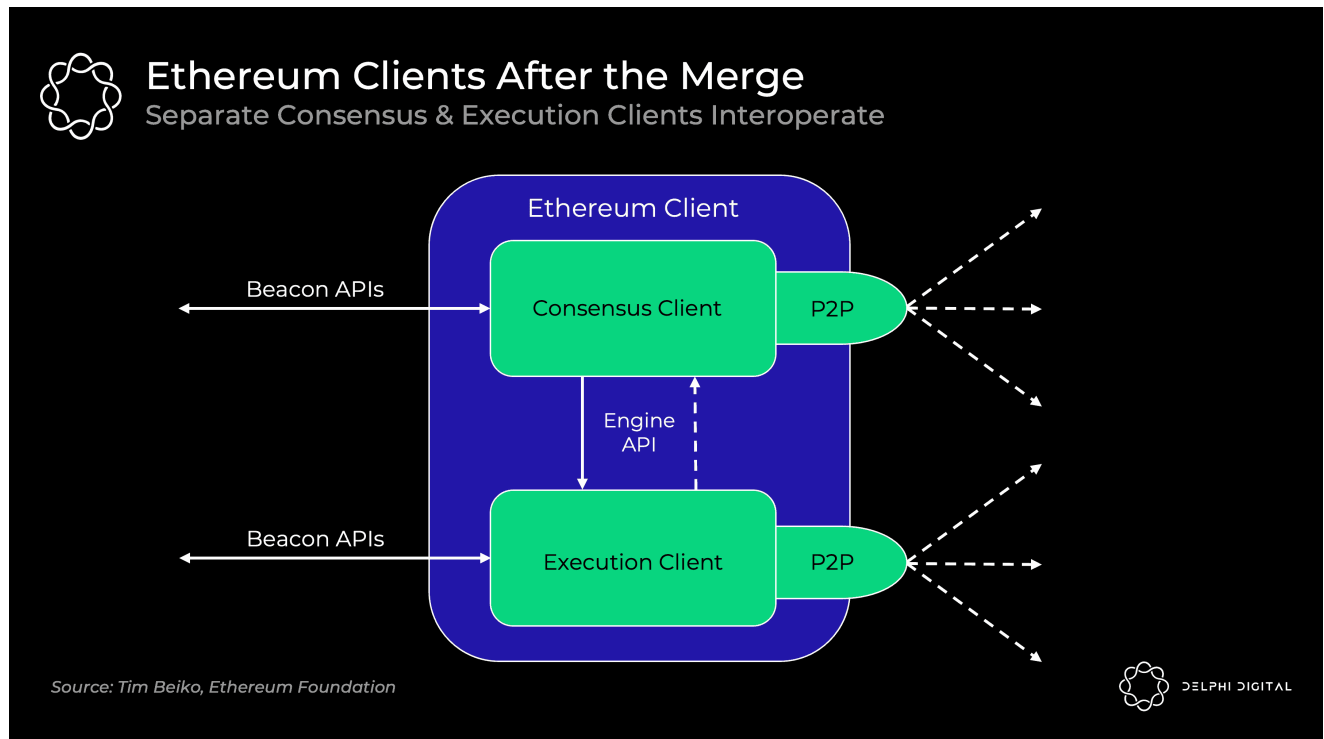 Ethereum Clients After the Merge
Separate Consensus & Execution Clients Interoperate
Ethereum Client
Beacon APIs
Consensus Client
P2P
Engine
API
Beacon APIs
Execution Client
P2P
Source: Tim Beiko, Ethereum Foundation
DELPHI DIGITAL